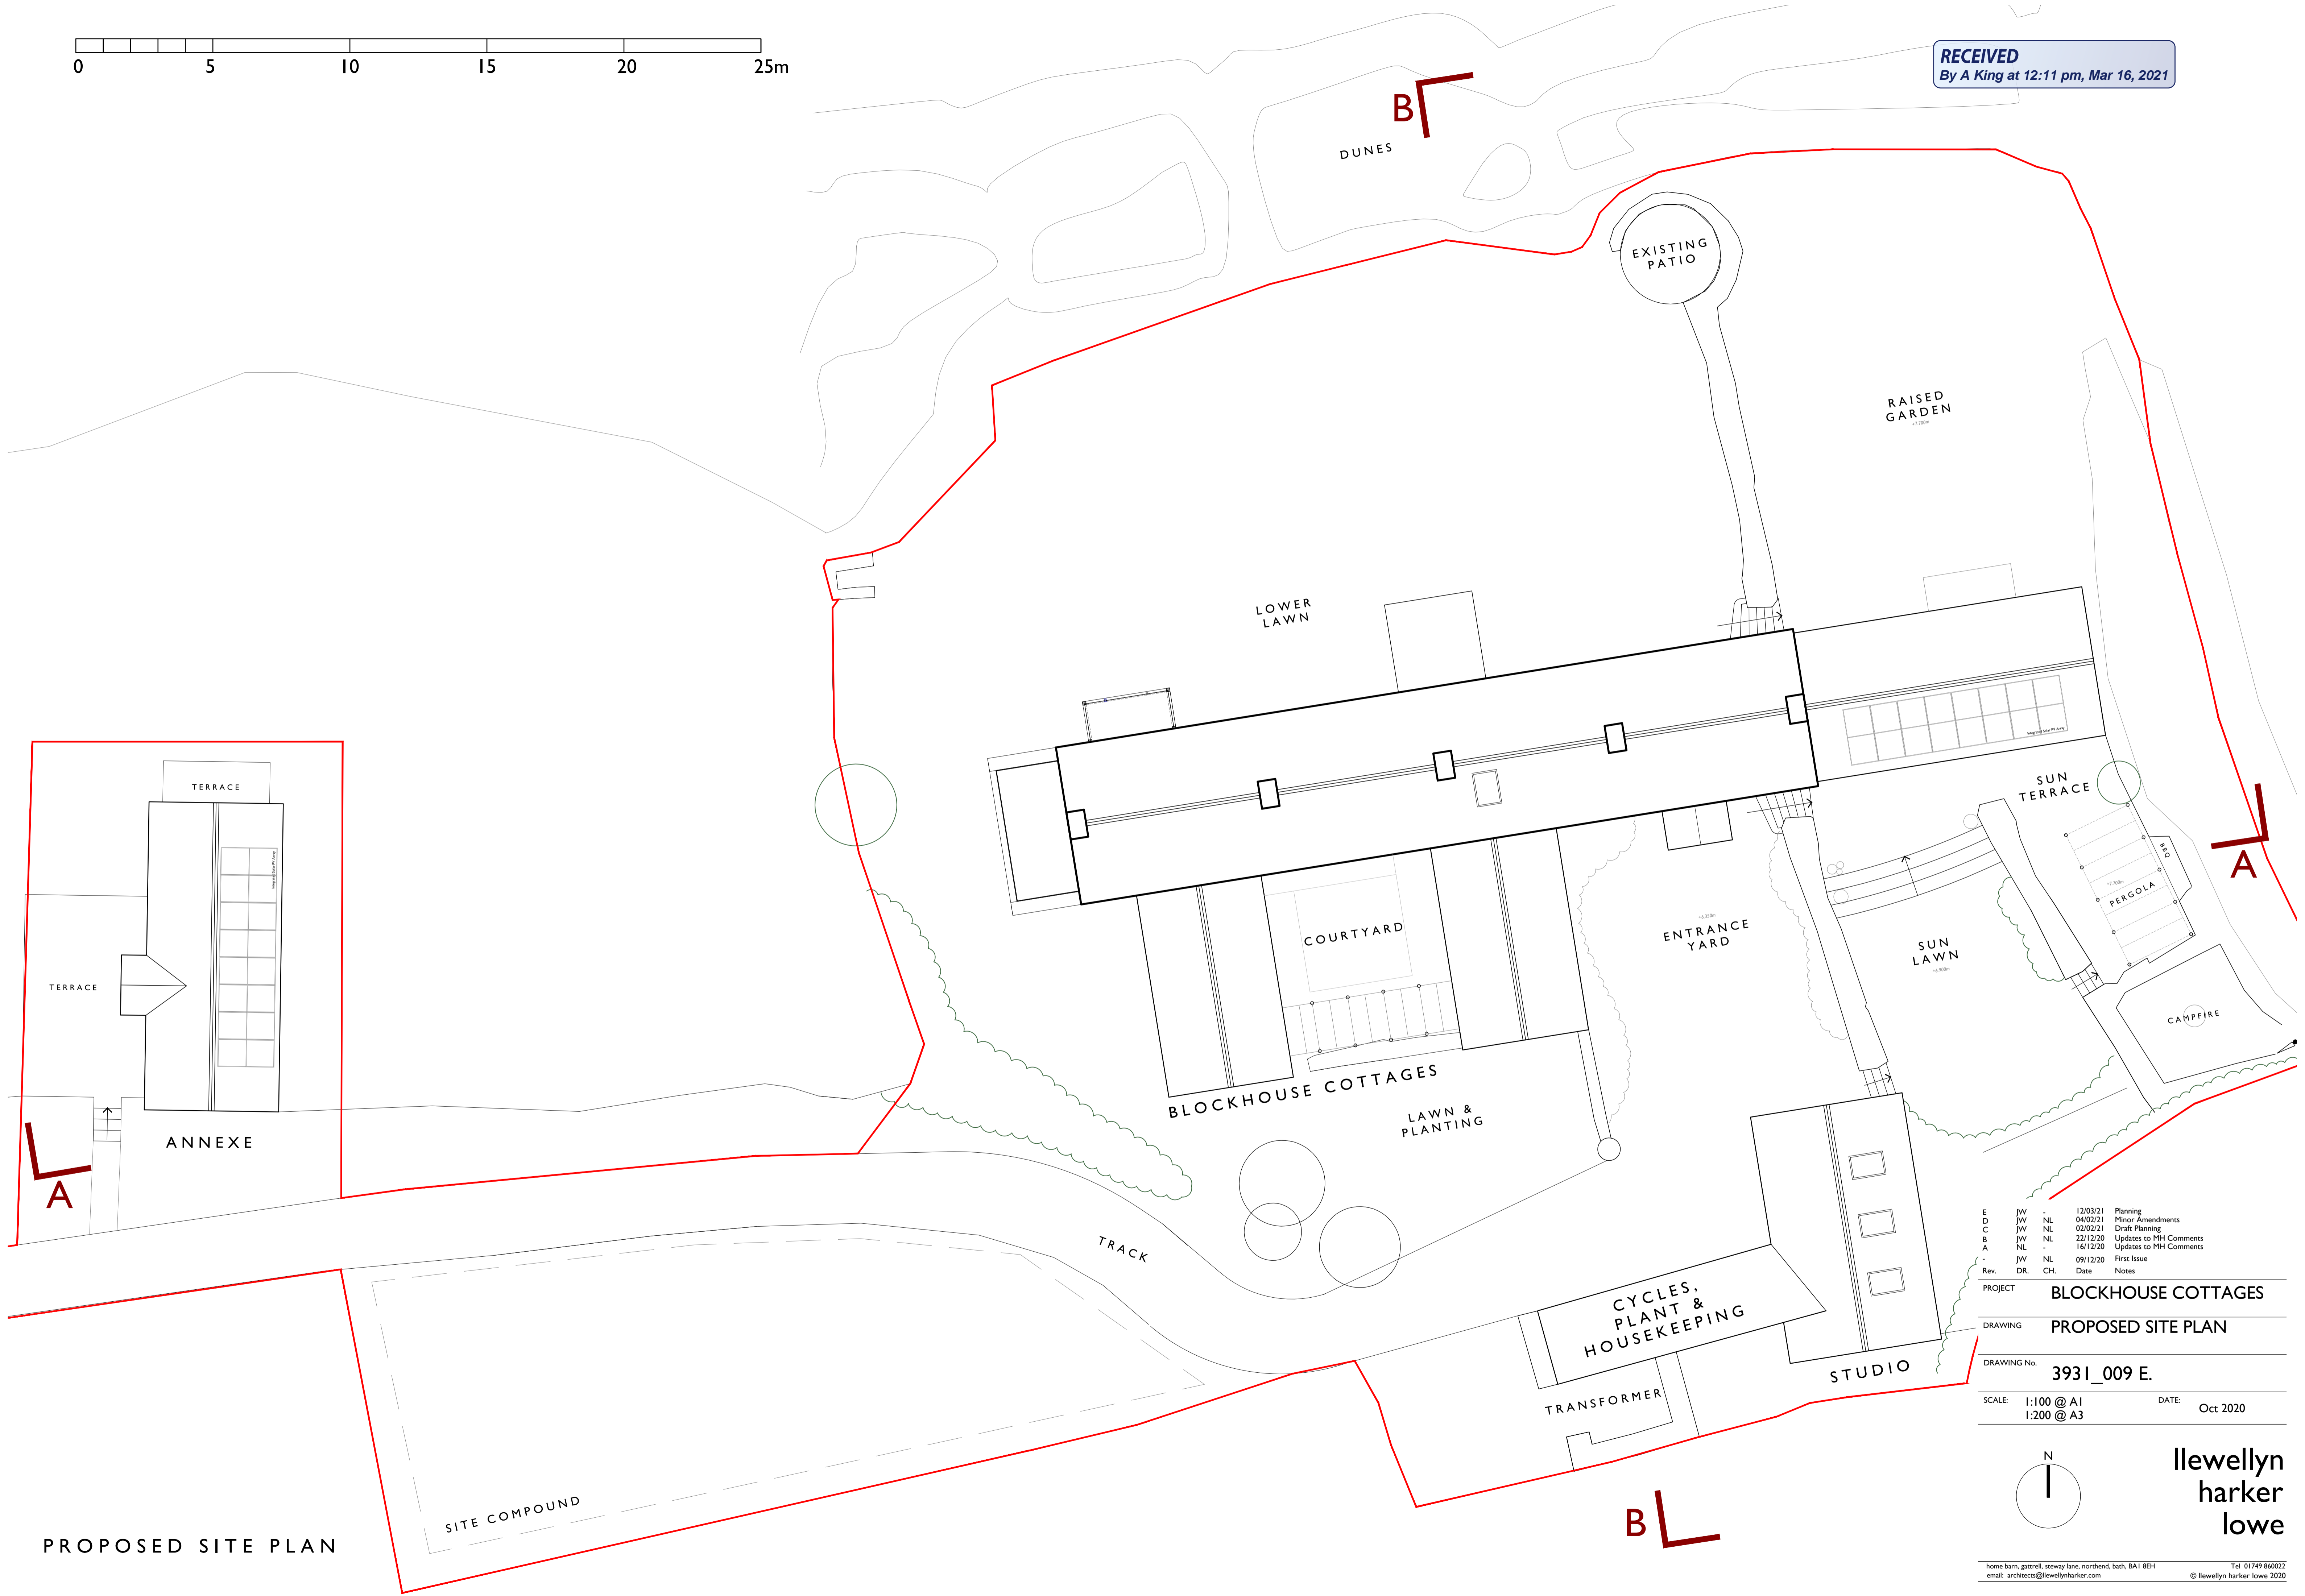 0 5 10 15 20 25m
RECEIVED
By A King at 12:11 pm, Mar 16, 2021
B
DUNES
EXISTING
PATIO
RAISED
GARDEN
+7.700m
LOWER
LAWN
TERRACE
TERRACE
ANNEXE
A
SUN
TERRACE
BBQ
PERGOLA
A
COURTYARD
ENTRANCE
YARD
SUN
LAWN
CAMPFIRE
BLOCKHOUSE COTTAGES
LAWN &
PLANTING
TRACK
CYCLES,
PLANT &
HOUSEKEEPING
STUDIO
TRANSFORMER
SITE COMPOUND
B
PROPOSED SITE PLAN
E JW - 12/03/21 Planning
D JW NL 04/02/21 Minor Amendments
C JW NL 02/02/21 Draft Planning
B JW NL 22/12/20 Updates to MH Comments
A NL - 16/12/20 Updates to MH Comments
- JW NL 09/12/20 First Issue
Rev. DR. CH. Date Notes
PROJECT BLOCKHOUSE COTTAGES
DRAWING PROPOSED SITE PLAN
DRAWING No. 3931_009 E.
SCALE: 1:100 @ A1
1:200 @ A3
DATE: Oct 2020
N
llewellyn
harker
lowe
home barn, gattrell, steway lane, northend, bath, BA1 8EH Tel 01749 860022
email: architects@llewellynharker.com © llewellyn harker lowe 2020